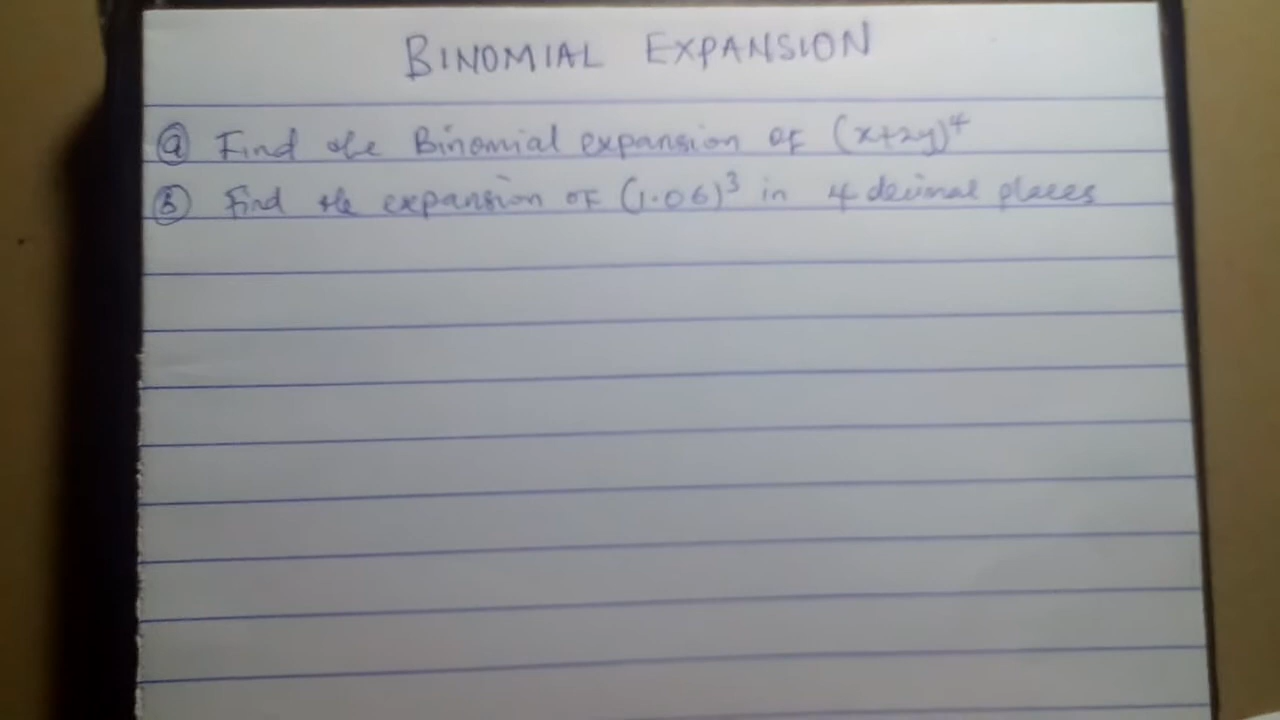 BINOMIAL EXPANSION
ⓐ Find the Binomial expansion of (x+2y)⁴
ⓑ Find the expansion of (1.06)³ in 4 decimal places